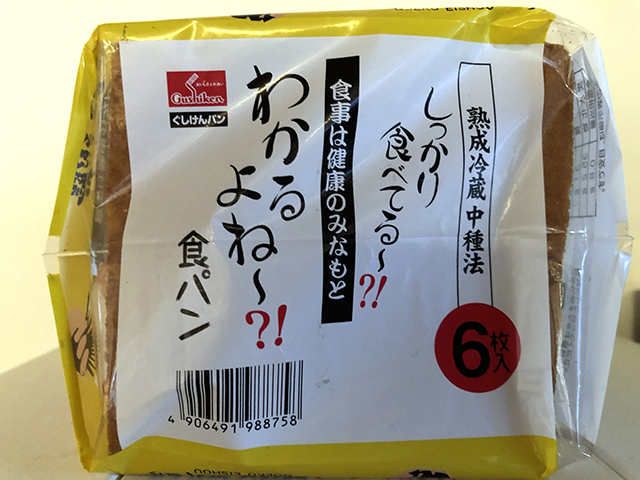 熟成冷蔵 中種法
しっかり
食べてる〜?!
食事は健康のみなもと
わかる
よね〜?!
食パン
Gushiken
ぐしけんパン
6枚入
4 906491 988758